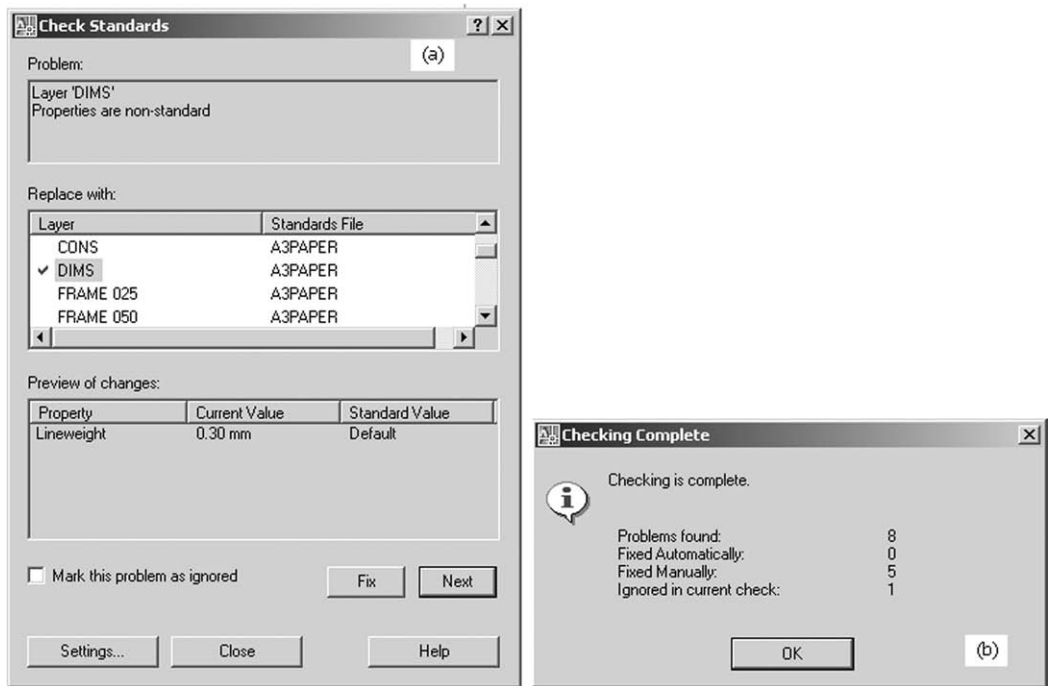 Check Standards
(a)
Problem:
Layer 'DIMS'
Properties are non-standard
Replace with:
Layer Standards File
CONS A3PAPER
DIMS A3PAPER
FRAME 025 A3PAPER
FRAME 050 A3PAPER
Preview of changes:
Property Current Value Standard Value
Lineweight 0.30 mm Default
Mark this problem as ignored
Fix Next
Settings... Close Help
Checking Complete
Checking is complete.
Problems found: 8
Fixed Automatically: 0
Fixed Manually: 5
Ignored in current check: 1
OK
(b)